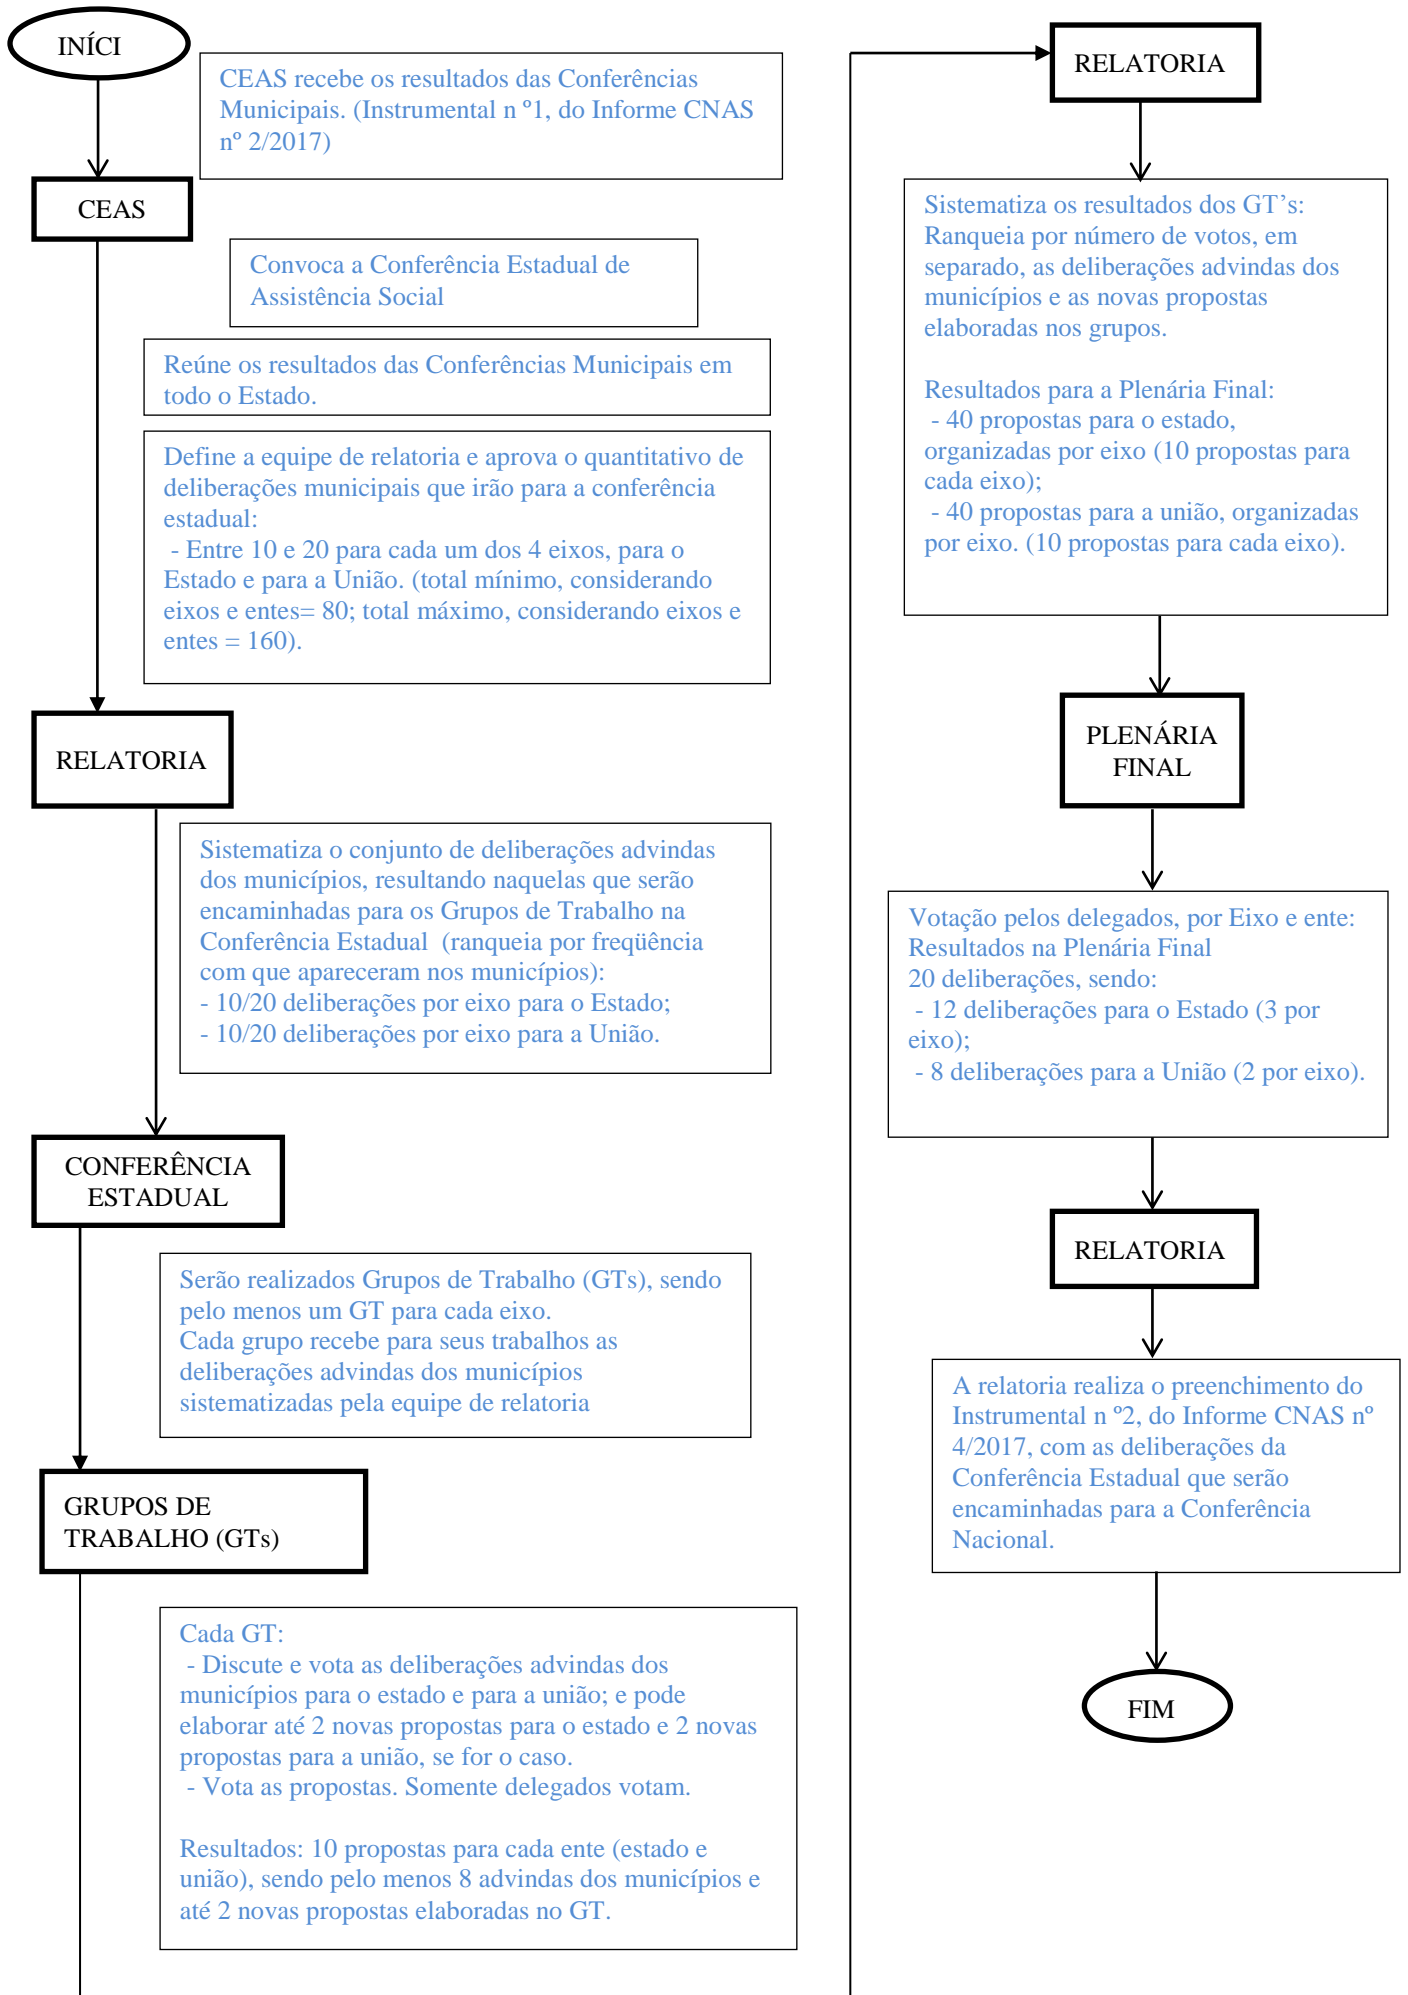 INÍCI
CEAS recebe os resultados das Conferências
Municipais. (Instrumental n º1, do Informe CNAS
nº 2/2017)
CEAS
Convoca a Conferência Estadual de
Assistência Social
Reúne os resultados das Conferências Municipais em
todo o Estado.
Define a equipe de relatoria e aprova o quantitativo de
deliberações municipais que irão para a conferência
estadual:
- Entre 10 e 20 para cada um dos 4 eixos, para o
Estado e para a União. (total mínimo, considerando
eixos e entes= 80; total máximo, considerando eixos e
entes = 160).
RELATORIA
Sistematiza o conjunto de deliberações advindas
dos municípios, resultando naquelas que serão
encaminhadas para os Grupos de Trabalho na
Conferência Estadual  (ranqueia por freqüência
com que apareceram nos municípios):
- 10/20 deliberações por eixo para o Estado;
- 10/20 deliberações por eixo para a União.
CONFERÊNCIA
ESTADUAL
Serão realizados Grupos de Trabalho (GTs), sendo
pelo menos um GT para cada eixo.
Cada grupo recebe para seus trabalhos as
deliberações advindas dos municípios
sistematizadas pela equipe de relatoria
GRUPOS DE
TRABALHO (GTs)
Cada GT:
- Discute e vota as deliberações advindas dos
municípios para o estado e para a união; e pode
elaborar até 2 novas propostas para o estado e 2 novas
propostas para a união, se for o caso.
- Vota as propostas. Somente delegados votam.
Resultados: 10 propostas para cada ente (estado e
união), sendo pelo menos 8 advindas dos municípios e
até 2 novas propostas elaboradas no GT.
RELATORIA
Sistematiza os resultados dos GT’s:
Ranqueia por número de votos, em
separado, as deliberações advindas dos
municípios e as novas propostas
elaboradas nos grupos.
Resultados para a Plenária Final:
- 40 propostas para o estado,
organizadas por eixo (10 propostas para
cada eixo);
- 40 propostas para a união, organizadas
por eixo. (10 propostas para cada eixo).
PLENÁRIA
FINAL
Votação pelos delegados, por Eixo e ente:
Resultados na Plenária Final
20 deliberações, sendo:
- 12 deliberações para o Estado (3 por
eixo);
- 8 deliberações para a União (2 por eixo).
RELATORIA
A relatoria realiza o preenchimento do
Instrumental n º2, do Informe CNAS nº
4/2017, com as deliberações da
Conferência Estadual que serão
encaminhadas para a Conferência
Nacional.
FIM